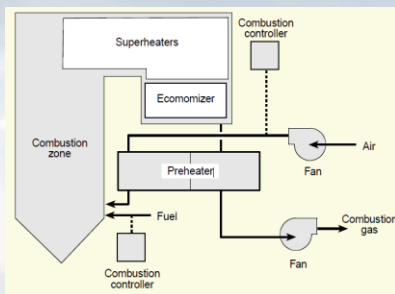 Superheaters
Combustion
controller
Ecomomizer
Combustion
zone
Air
Fan
Preheater
Fuel
Combustion
gas
Fan
Combustion
controller